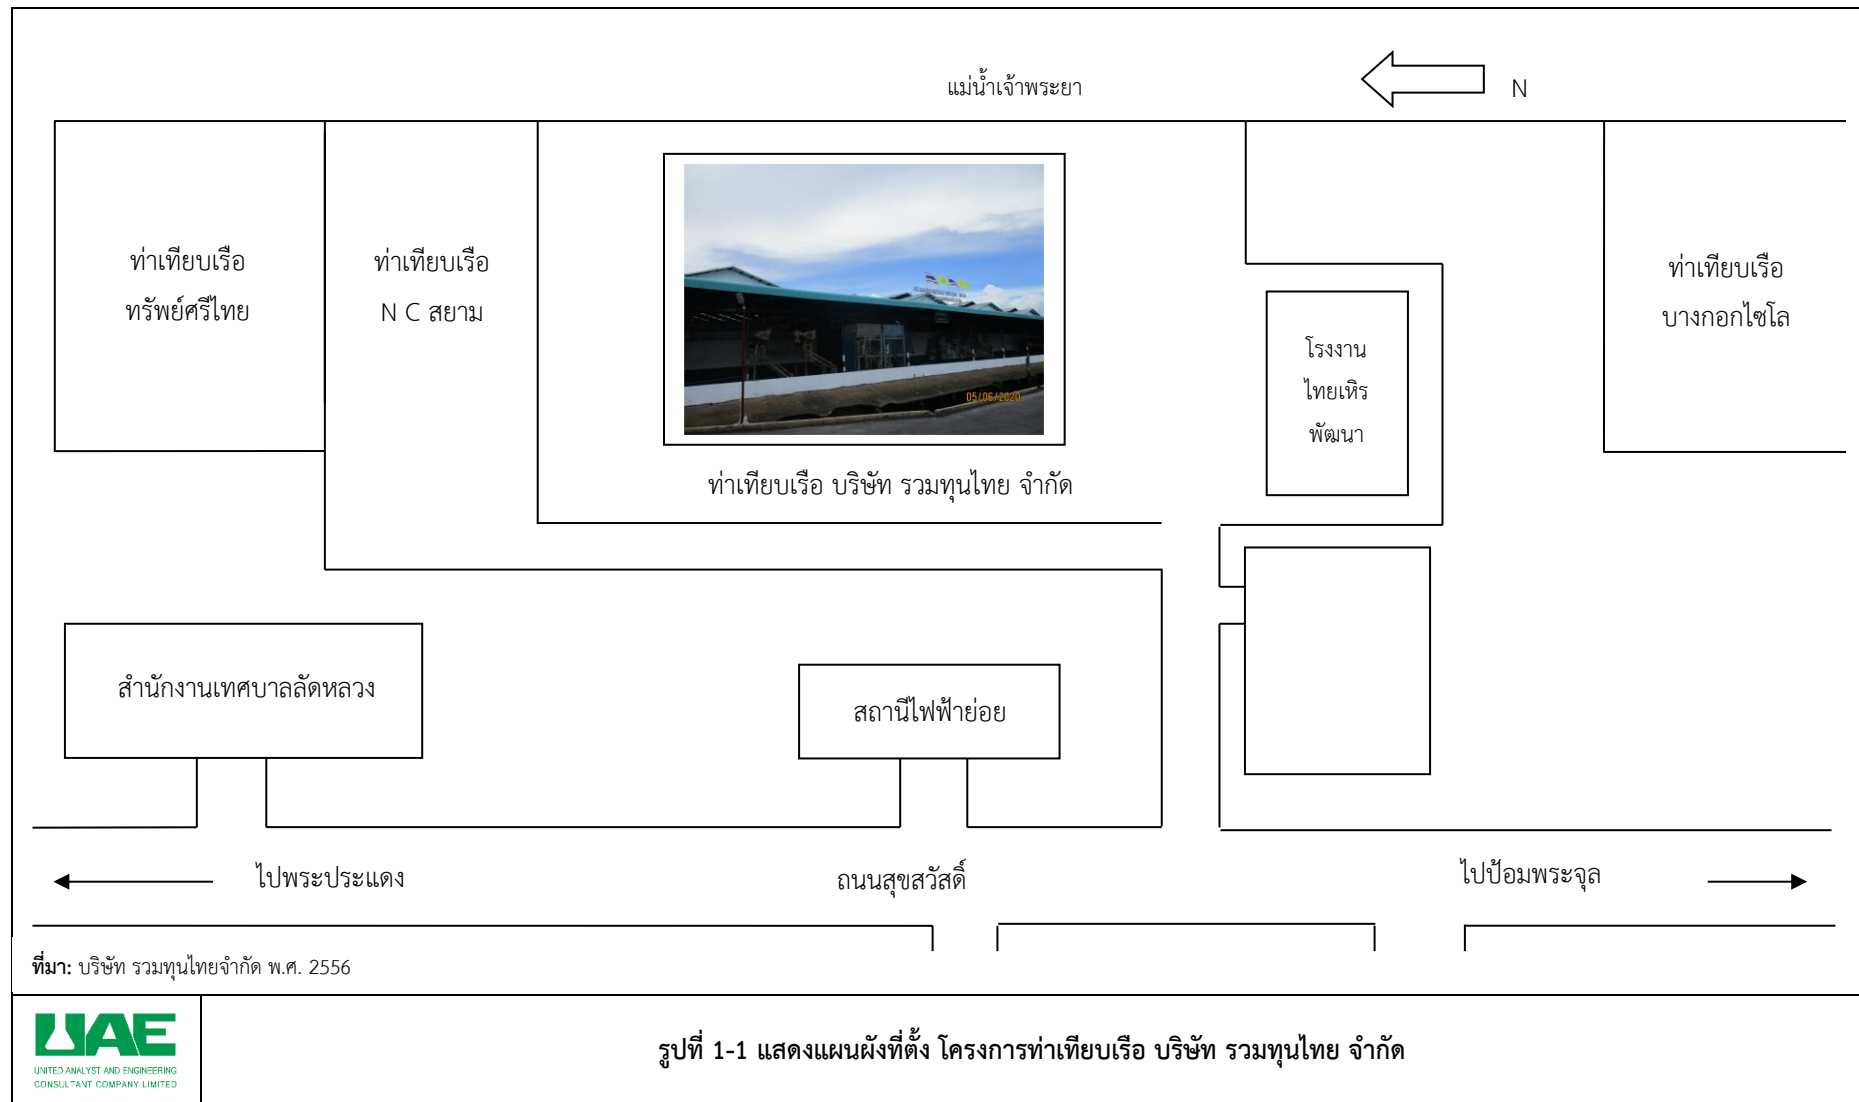 แม่น้ำเจ้าพระยา
N
ท่าเทียบเรือ
ทรัพย์ศรีไทย
ท่าเทียบเรือ
N C สยาม
05/06/2020
ท่าเทียบเรือ บริษัท รวมทุนไทย จำกัด
โรงงาน
ไทยเหิร
พัฒนา
ท่าเทียบเรือ
บางกอกไซโล
สำนักงานเทศบาลลัดหลวง
สถานีไฟฟ้าย่อย
ไปพระประแดง
ถนนสุขสวัสดิ์
ไปป้อมพระจุล
ที่มา: บริษัท รวมทุนไทยจำกัด พ.ศ. 2556
UAE
UNITED ANALYST AND ENGINEERING
CONSULTANT COMPANY LIMITED
รูปที่ 1-1 แสดงแผนผังที่ตั้ง โครงการท่าเทียบเรือ บริษัท รวมทุนไทย จำกัด